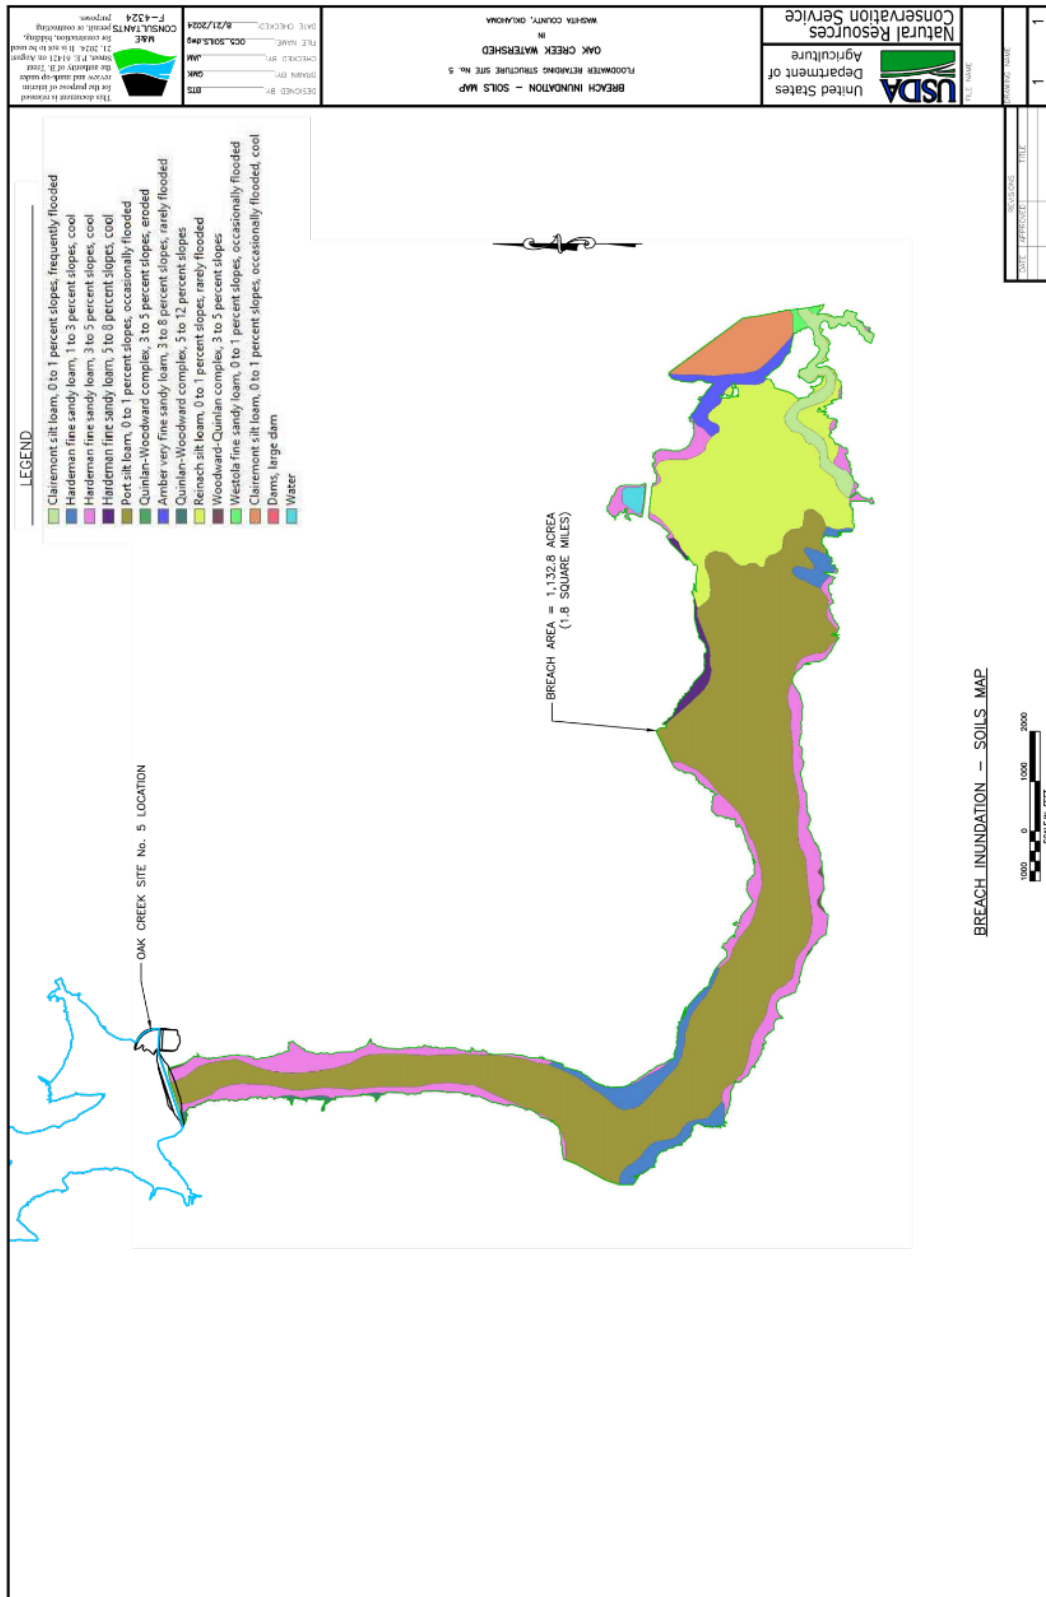 LEGEND
Clairemont silt loam, 0 to 1 percent slopes, frequently flooded
Hardeman fine sandy loam, 1 to 3 percent slopes, cool
Hardeman fine sandy loam, 3 to 5 percent slopes, cool
Hardeman fine sandy loam, 5 to 8 percent slopes, cool
Port silt loam, 0 to 1 percent slopes, occasionally flooded
Quinlan-Woodward complex, 3 to 5 percent slopes, eroded
Amber very fine sandy loam, 3 to 8 percent slopes, rarely flooded
Quinlan-Woodward complex, 5 to 12 percent slopes
Reinach silt loam, 0 to 1 percent slopes, rarely flooded
Woodward-Quinlan complex, 3 to 5 percent slopes
Westola fine sandy loam, 0 to 1 percent slopes, occasionally flooded
Clairemont silt loam, 0 to 1 percent slopes, occasionally flooded, cool
Dams, large dam
Water
OAK CREEK SITE No. 5 LOCATION
BREACH AREA = 1,132.8 ACREA
(1.8 SQUARE MILES)
BREACH INUNDATION – SOILS MAP
1000 0 1000 2000
SCALE IN FEET
This document is released
for the purpose of interim
review and mark-up under
the authority of B. Trent
Street, P.E. 61421 on August
21, 2024. It is not to be used
for construction, bidding,
permit, or contracting
purposes.
M&E
CONSULTANTS
F-4324
DESIGNED BY: BTS
DRAWN BY: GMK
CHECKED BY: JAM
FILE NAME: OC5_SOILS.dwg
DATE CHECKED: 8/21/2024
BREACH INUNDATION – SOILS MAP
FLOODWATER RETARDING STRUCTURE SITE No. 5
OAK CREEK WATERSHED
IN
WASHITA COUNTY, OKLAHOMA
USDA
United States
Department of
Agriculture
Natural Resources
Conservation Service
FILE NAME
DRAWING NAME
1 1
REVISIONS
DATE APPROVED TITLE